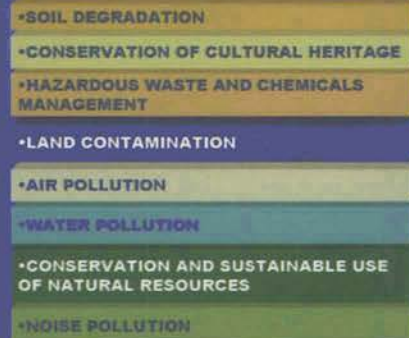 •SOIL DEGRADATION
•CONSERVATION OF CULTURAL HERITAGE
•HAZARDOUS WASTE AND CHEMICALS
MANAGEMENT
•LAND CONTAMINATION
•AIR POLLUTION
•WATER POLLUTION
•CONSERVATION AND SUSTAINABLE USE
OF NATURAL RESOURCES
•NOISE POLLUTION